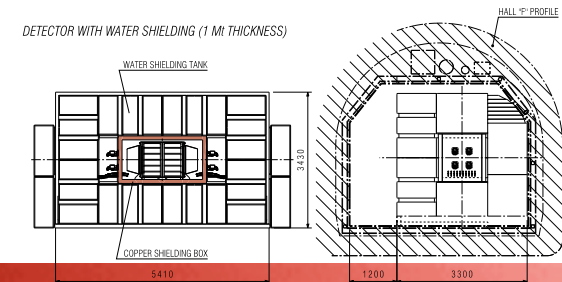 HALL "F" PROFILE
DETECTOR WITH WATER SHIELDING (1 Mt THICKNESS)
WATER SHIELDING TANK
3430
COPPER SHIELDING BOX
5410
1200
3300